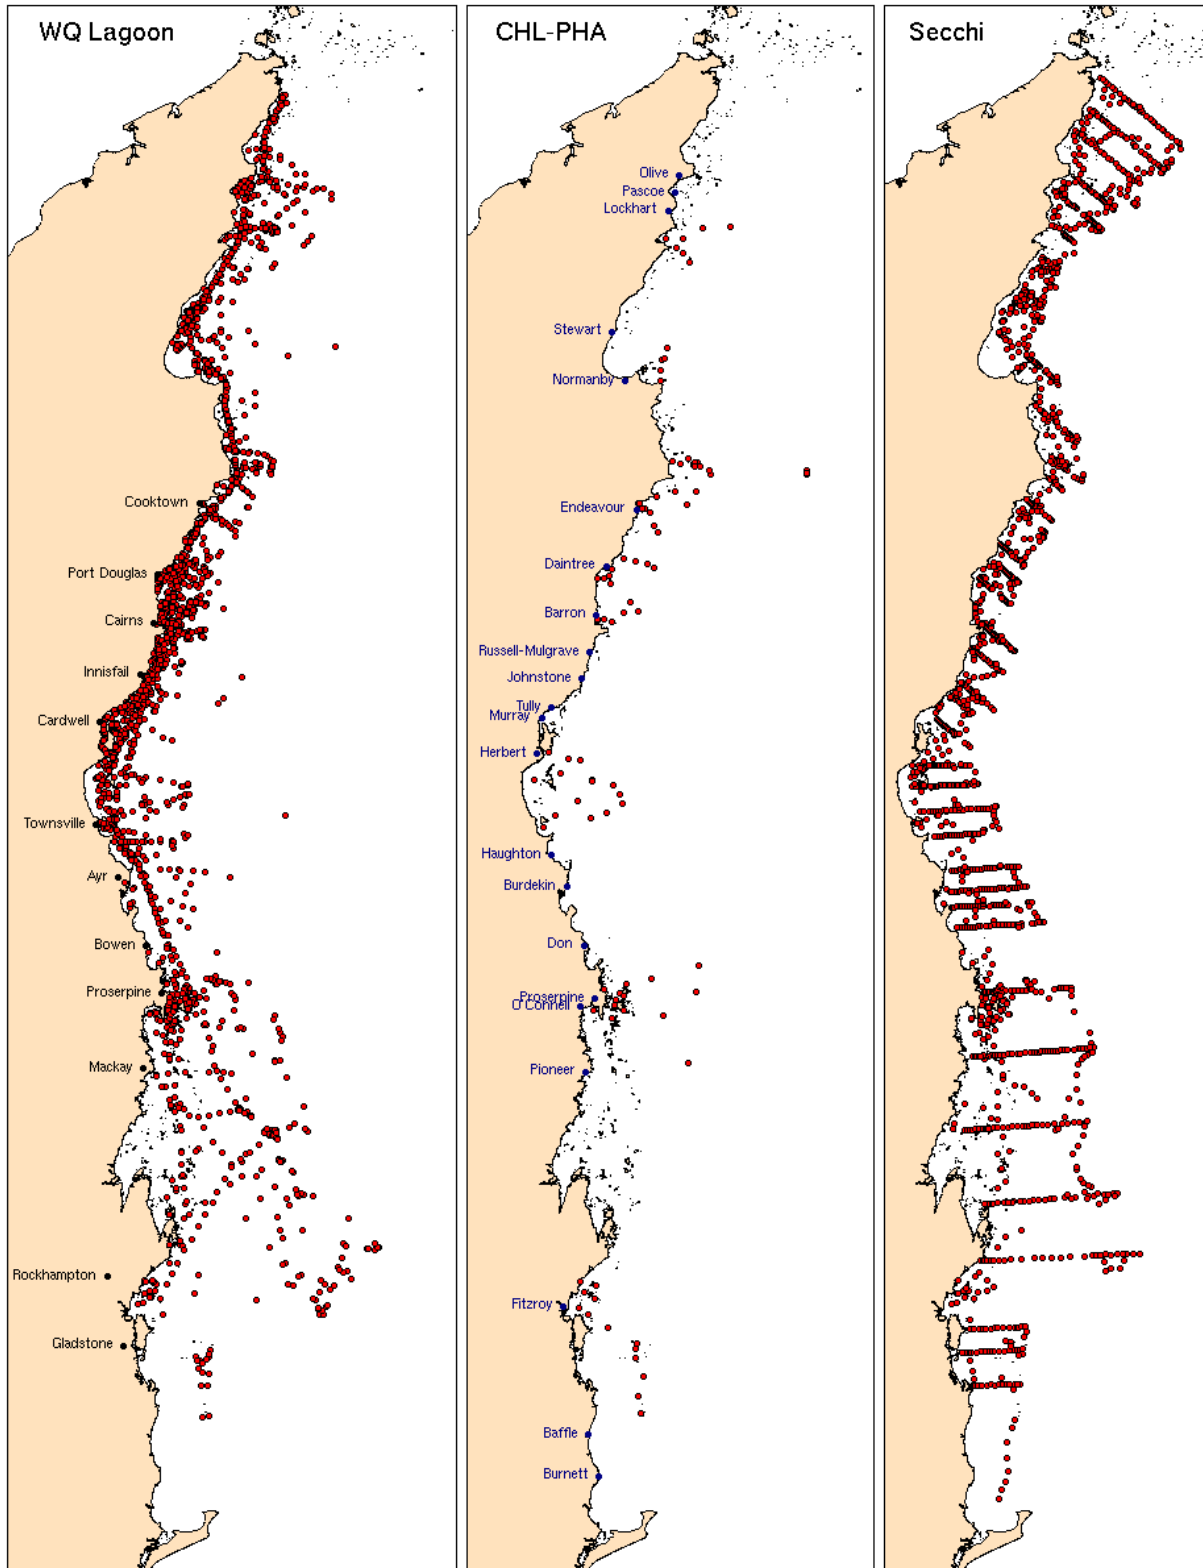 WQ Lagoon
Cooktown
Port Douglas
Cairns
Innisfail
Cardwell
Townsville
Ayr
Bowen
Proserpine
Mackay
Rockhampton
Gladstone
CHL-PHA
Olive
Pascoe
Lockhart
Stewart
Normanby
Endeavour
Daintree
Barron
Russell-Mulgrave
Johnstone
Tully
Murray
Herbert
Haughton
Burdekin
Don
Proserpine
O'Connell
Pioneer
Fitzroy
Baffle
Burnett
Secchi